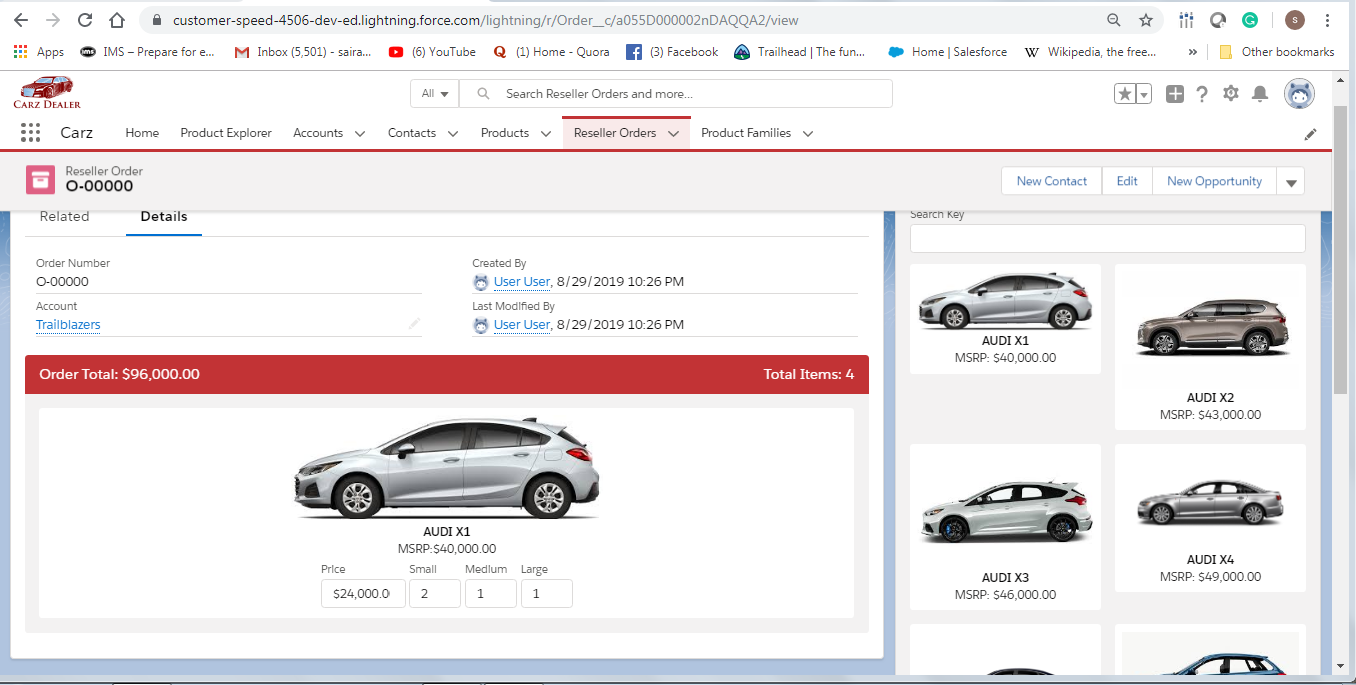 customer-speed-4506-dev-ed.lightning.force.com/lightning/r/Order__c/a055D000002nDAQQA2/view
S
Apps IMS – Prepare for e... Inbox (5,501) - saira... (6) YouTube (1) Home - Quora (3) Facebook Trailhead | The fun... Home | Salesforce Wikipedia, the free... » Other bookmarks
CARZ DEALER
All Search Reseller Orders and more...
Carz Home Product Explorer Accounts Contacts Products Reseller Orders Product Families
Reseller Order
O-00000
New Contact Edit New Opportunity
Related Details
Order Number
O-00000
Created By
User User, 8/29/2019 10:26 PM
Account
Trailblazers
Last Modified By
User User, 8/29/2019 10:26 PM
Order Total: $96,000.00 Total Items: 4
AUDI X1
MSRP:$40,000.00
Price Small Medium Large
$24,000.0 2 1 1
Search Key
AUDI X1
MSRP: $40,000.00
AUDI X2
MSRP: $43,000.00
AUDI X3
MSRP: $46,000.00
AUDI X4
MSRP: $49,000.00